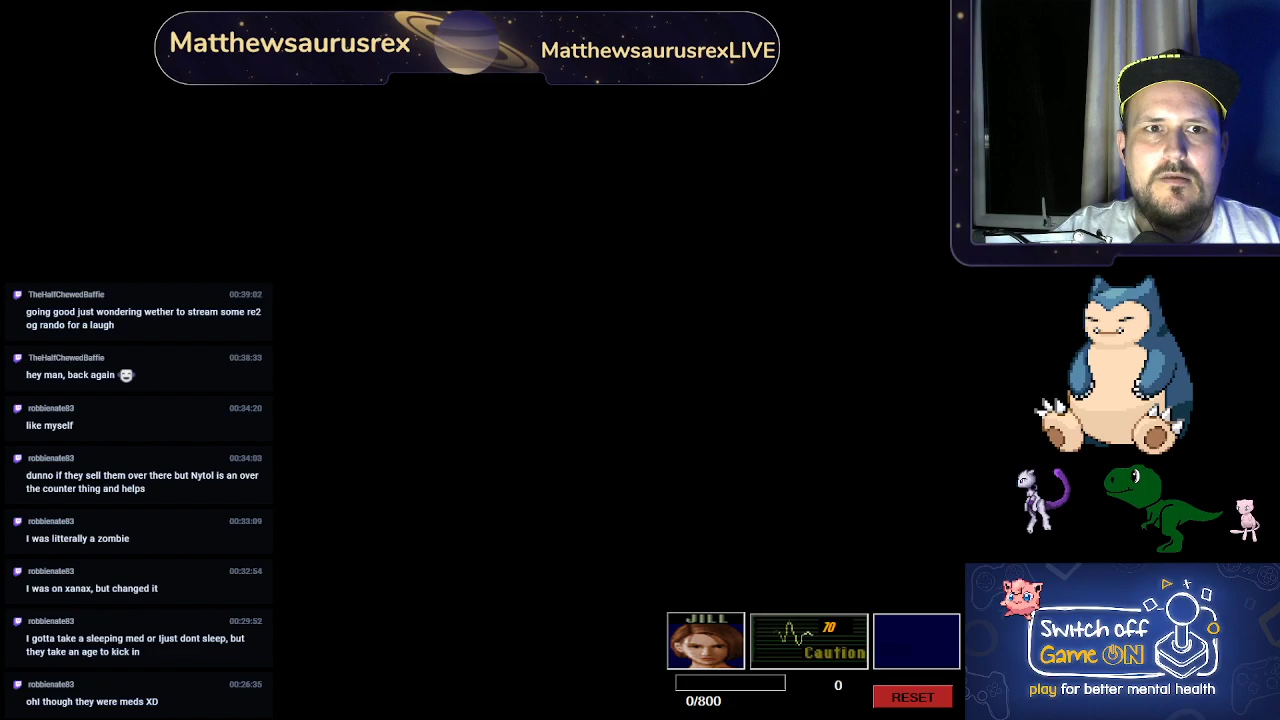 Matthewsaurusrex
MatthewsaurusrexLIVE
TheHalfChewedBaffie 00:39:02
going good just wondering wether to stream some re2
og rando for a laugh
TheHalfChewedBaffie 00:38:33
hey man, back again
robbienate83 00:34:20
like myself
robbienate83 00:34:03
dunno if they sell them over there but Nytol is an over
the counter thing and helps
robbienate83 00:33:09
I was litterally a zombie
robbienate83 00:32:54
I was on xanax, but changed it
robbienate83 00:29:52
I gotta take a sleeping med or Ijust dont sleep, but
they take an age to kick in
robbienate83 00:26:35
ohI though they were meds XD
JILL
70
Caution
0/800
0
RESET
Switch off
Game ON
play for better mental health